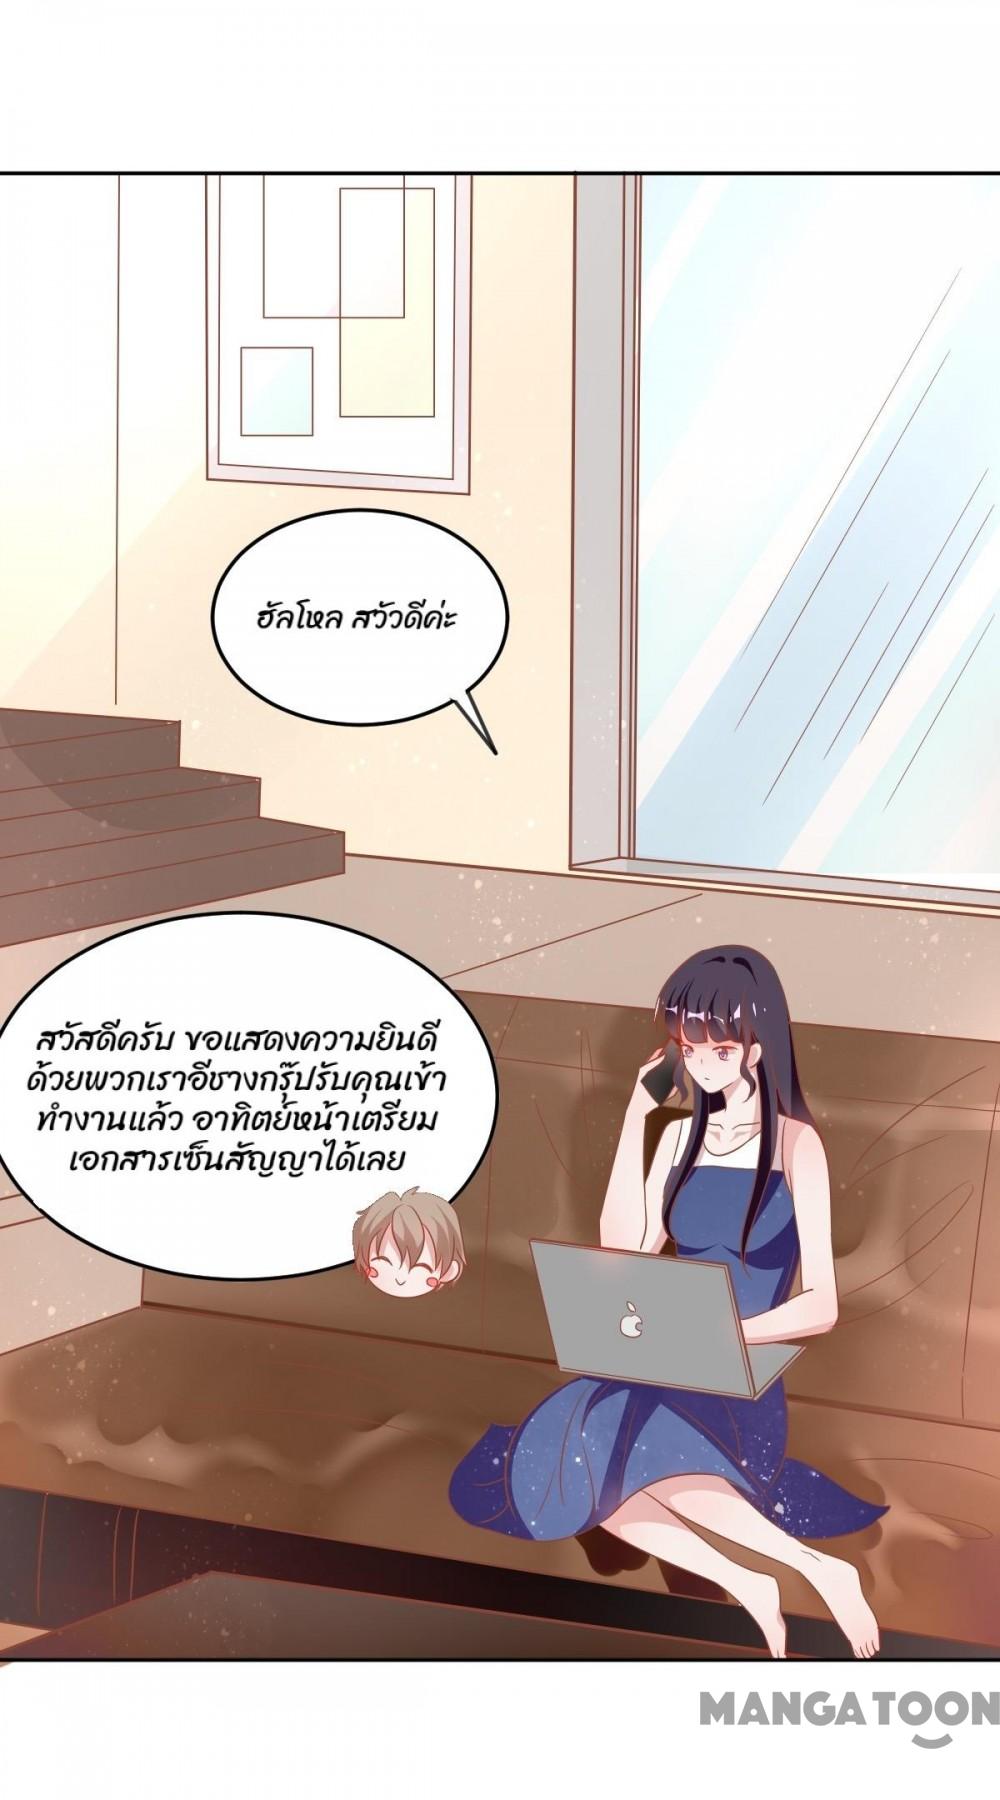 ฮัลโหล สวัวดีค่ะ
สวัสดีครับ ขอแสดงความยินดี
ด้วยพวกเราอีชางกรุ๊ปรับคุณเข้า
ทำงานแล้ว อาทิตย์หน้าเตรียม
เอกสารเซ็นสัญญาได้เลย
MANGATOON